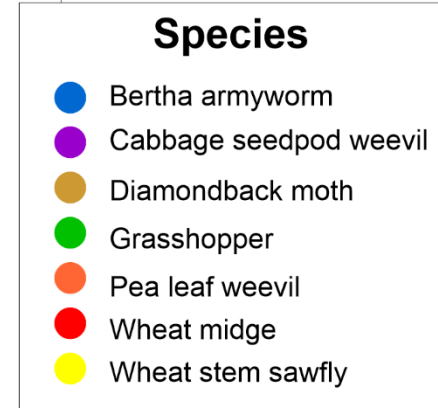 Species
Bertha armyworm
Cabbage seedpod weevil
Diamondback moth
Grasshopper
Pea leaf weevil
Wheat midge
Wheat stem sawfly